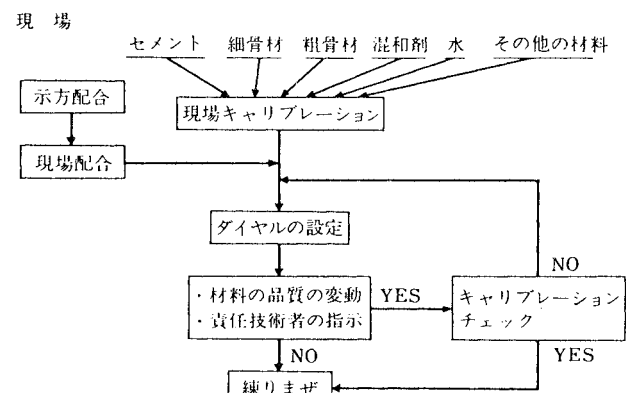 現 場
セメント 細骨材 粗骨材 混和剤 水 その他の材料
示方配合
現場キャリブレーション
現場配合
ダイヤルの設定
・材料の品質の変動
・責任技術者の指示
YES
キャリブレーション
チェック
NO
NO
YES
練りまぜ